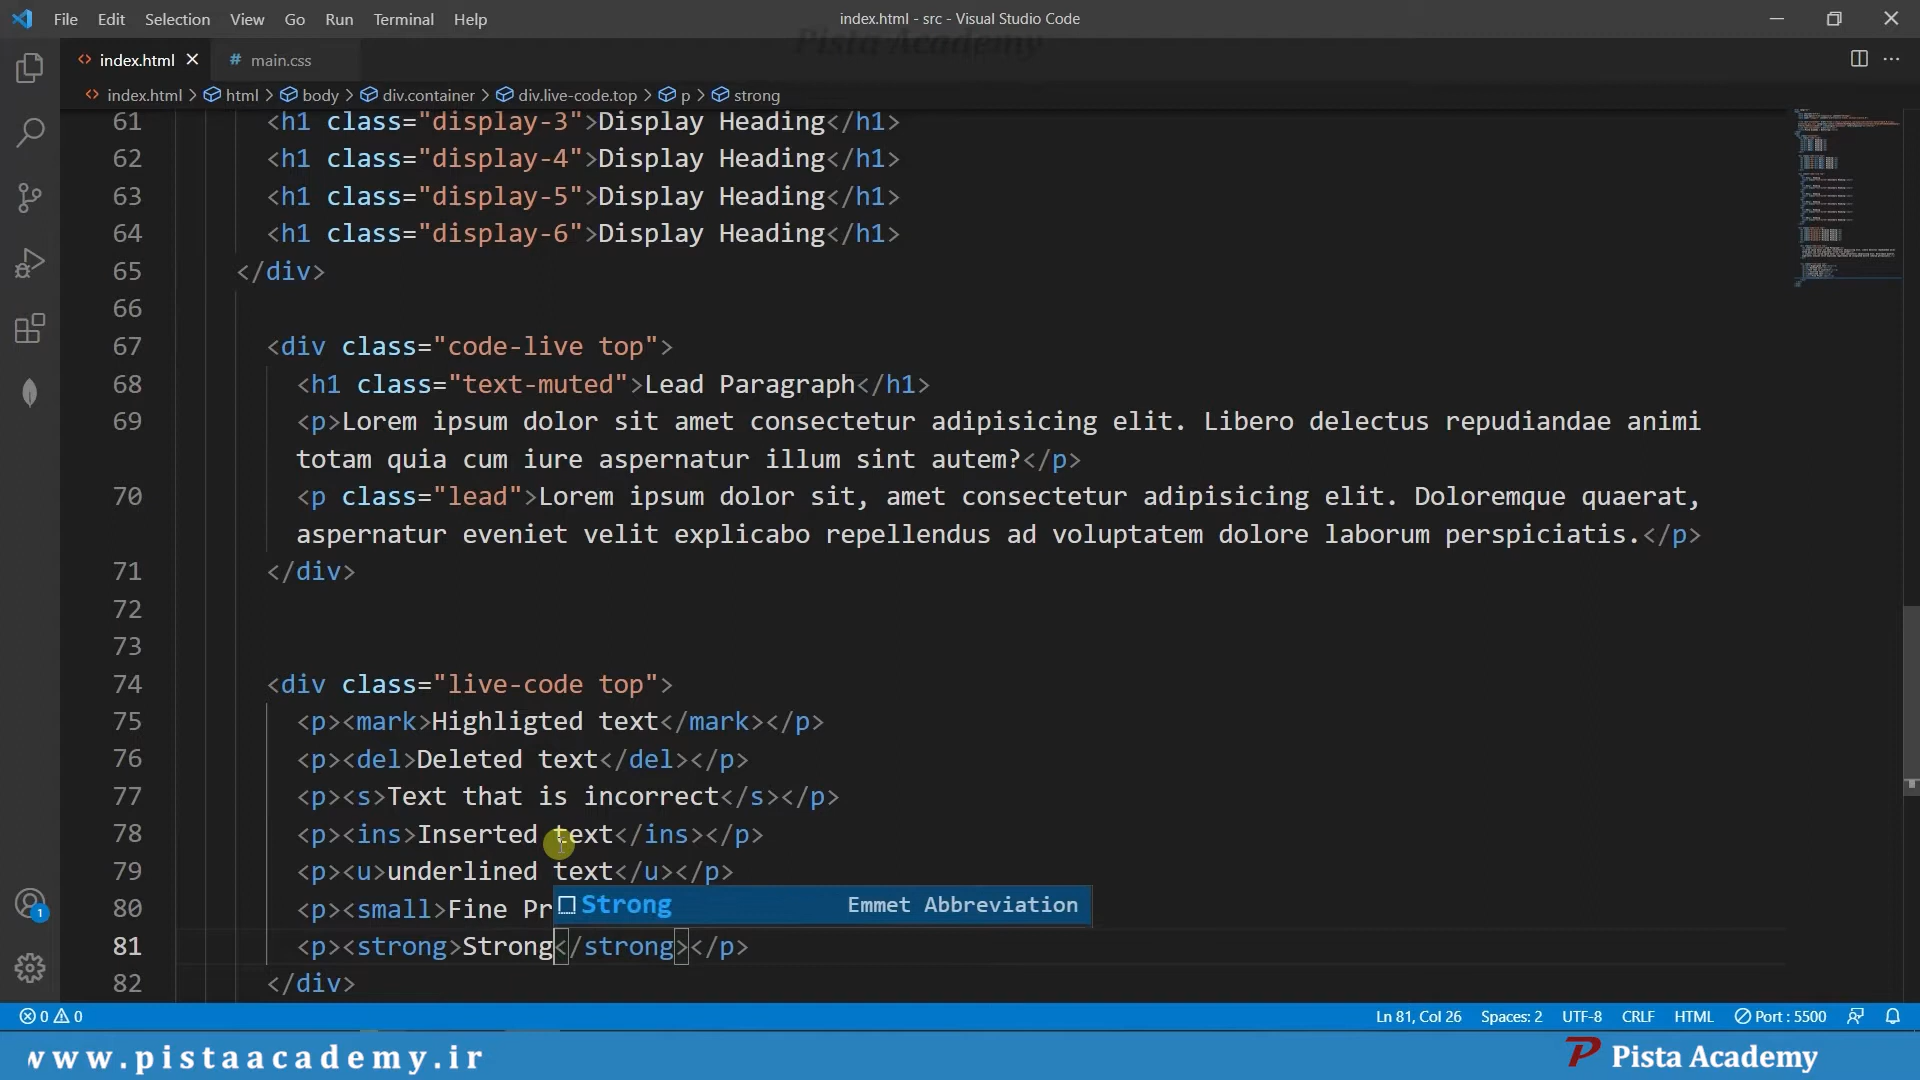 File Edit Selection View Go Run Terminal Help
index.html - src - Visual Studio Code
Pista Academy
index.html
# main.css
index.html > html > body > div.container > div.live-code.top > p > strong
61 <h1 class="display-3">Display Heading</h1>
62 <h1 class="display-4">Display Heading</h1>
63 <h1 class="display-5">Display Heading</h1>
64 <h1 class="display-6">Display Heading</h1>
65 </div>
66
67 <div class="code-live top">
68 <h1 class="text-muted">Lead Paragraph</h1>
69 <p>Lorem ipsum dolor sit amet consectetur adipisicing elit. Libero delectus repudiandae animi
totam quia cum iure aspernatur illum sint autem?</p>
70 <p class="lead">Lorem ipsum dolor sit, amet consectetur adipisicing elit. Doloremque quaerat,
aspernatur eveniet velit explicabo repellendus ad voluptatem dolore laborum perspiciatis.</p>
71 </div>
72
73
74 <div class="live-code top">
75 <p><mark>Highligted text</mark></p>
76 <p><del>Deleted text</del></p>
77 <p><s>Text that is incorrect</s></p>
78 <p><ins>Inserted text</ins></p>
79 <p><u>underlined text</u></p>
80 <p><small>Fine Pr
Strong Emmet Abbreviation
81 <p><strong>Strong</strong></p>
82 </div>
1
0 0
Ln 81, Col 26 Spaces: 2 UTF-8 CRLF HTML Port : 5500
www.pistaacademy.ir
Pista Academy